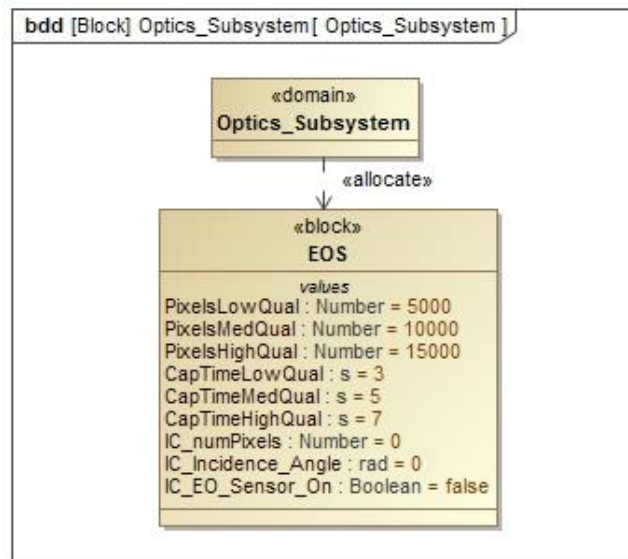 bdd [Block] Optics_Subsystem[ Optics_Subsystem ]
«domain»
Optics_Subsystem
«allocate»
«block»
EOS
values
PixelsLowQual : Number = 5000
PixelsMedQual : Number = 10000
PixelsHighQual : Number = 15000
CapTimeLowQual : s = 3
CapTimeMedQual : s = 5
CapTimeHighQual : s = 7
IC_numPixels : Number = 0
IC_Incidence_Angle : rad = 0
IC_EO_Sensor_On : Boolean = false